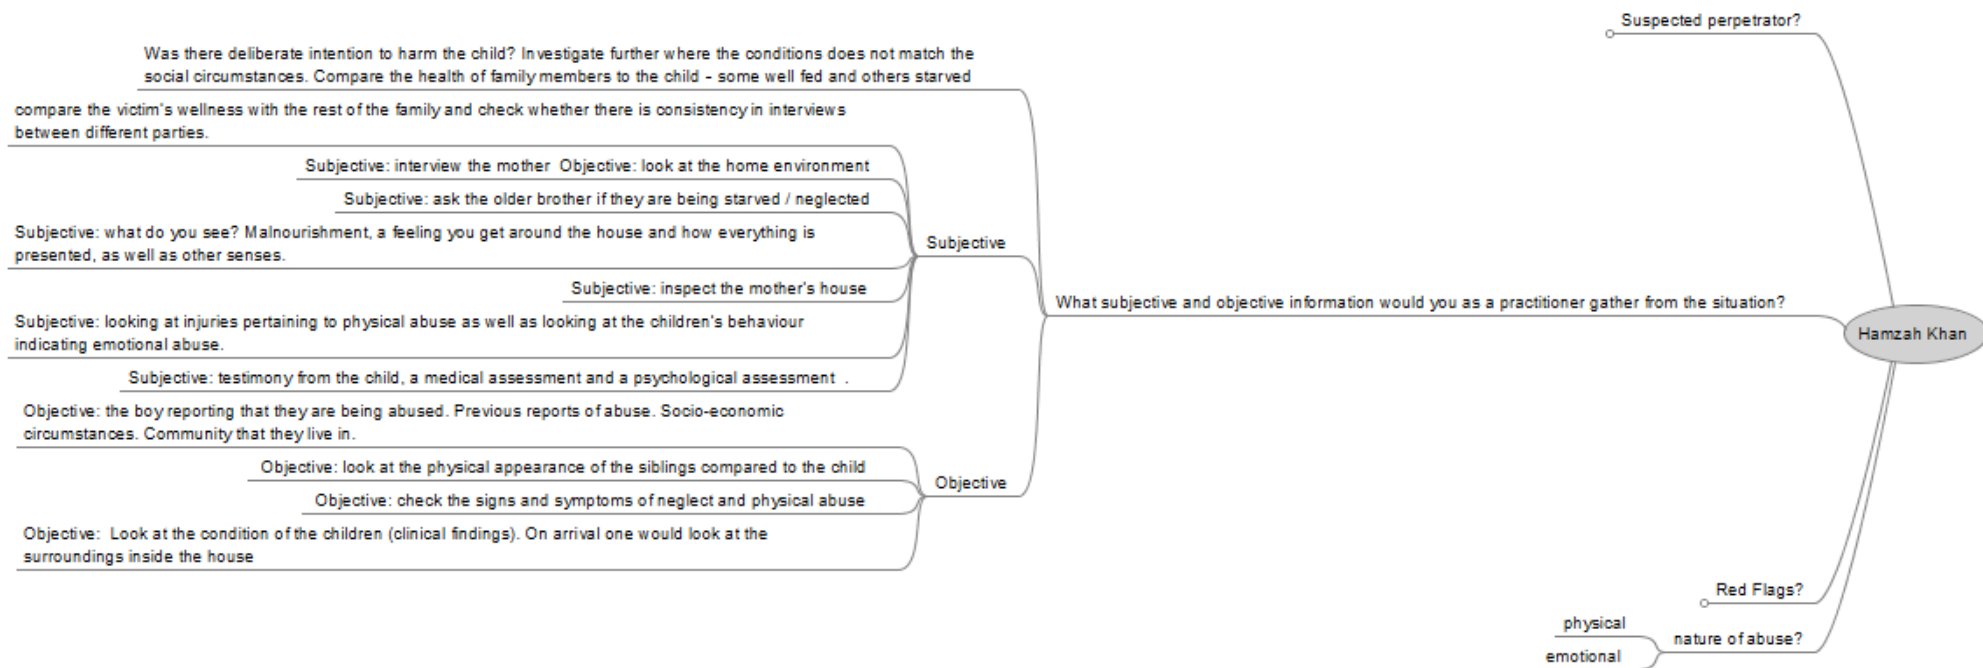 Suspected perpetrator?
Was there deliberate intention to harm the child? Investigate further where the conditions does not match the
social circumstances. Compare the health of family members to the child - some well fed and others starved
compare the victim's wellness with the rest of the family and check whether there is consistency in interviews
between different parties.
Subjective: interview the mother Objective: look at the home environment
Subjective: ask the older brother if they are being starved / neglected
Subjective: what do you see? Malnourishment, a feeling you get around the house and how everything is
presented, as well as other senses.
Subjective
Subjective: inspect the mother's house
What subjective and objective information would you as a practitioner gather from the situation?
Subjective: looking at injuries pertaining to physical abuse as well as looking at the children's behaviour
indicating emotional abuse.
Hamzah Khan
Subjective: testimony from the child, a medical assessment and a psychological assessment .
Objective: the boy reporting that they are being abused. Previous reports of abuse. Socio-economic
circumstances. Community that they live in.
Objective: look at the physical appearance of the siblings compared to the child
Objective
Objective: check the signs and symptoms of neglect and physical abuse
Objective: Look at the condition of the children (clinical findings). On arrival one would look at the
surroundings inside the house
Red Flags?
physical
nature of abuse?
emotional